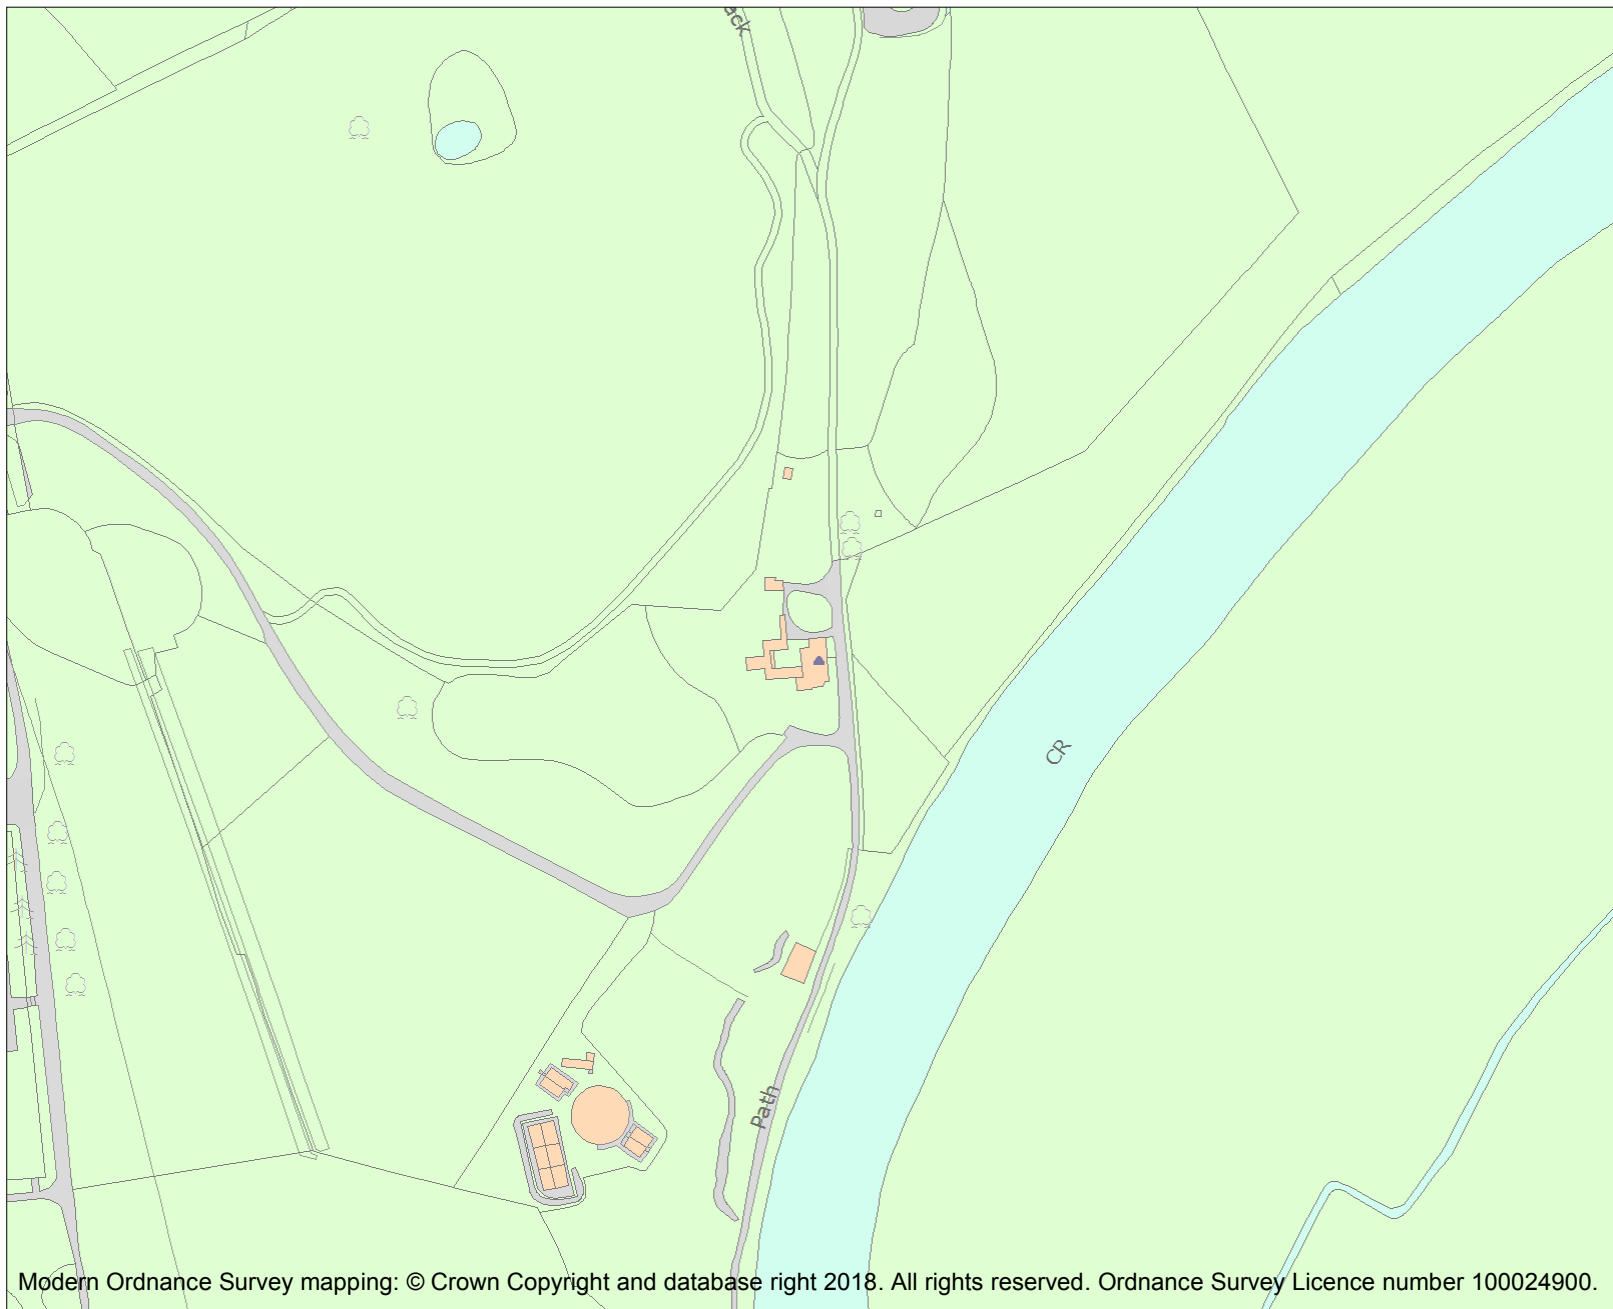 CR
Path
Modern Ordnance Survey mapping: © Crown Copyright and database right 2018. All rights reserved. Ordnance Survey Licence number 100024900.